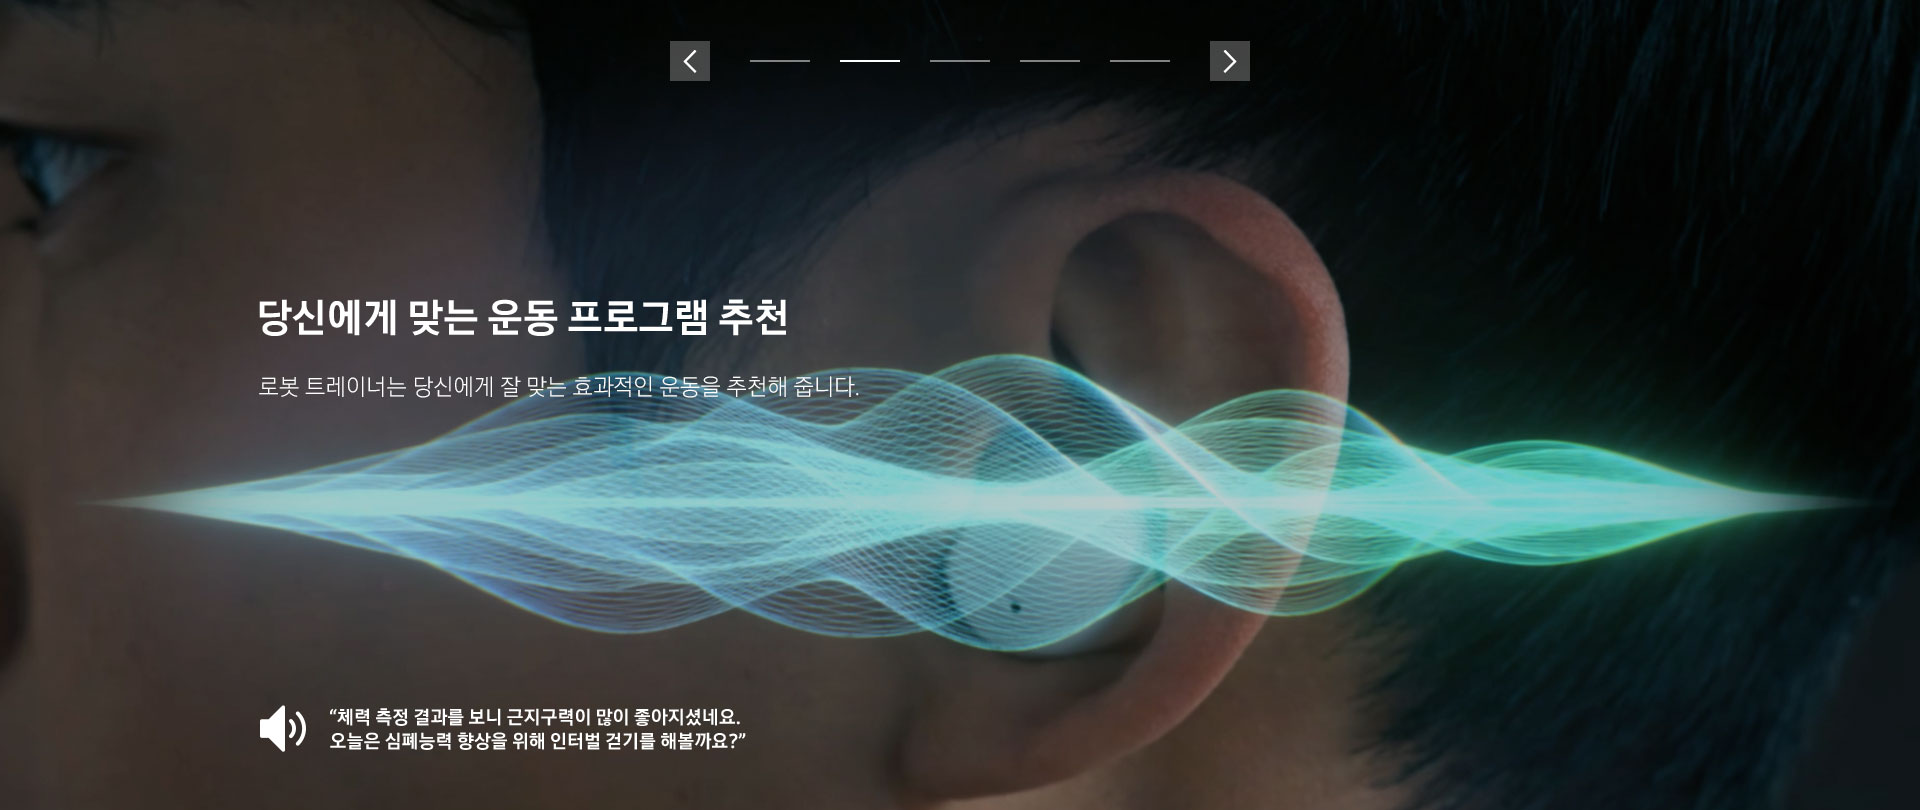 당신에게 맞는 운동 프로그램 추천
로봇 트레이너는 당신에게 잘 맞는 효과적인 운동을 추천해 줍니다.
“체력 측정 결과를 보니 근지구력이 많이 좋아지셨네요.
오늘은 심폐능력 향상을 위해 인터벌 걷기를 해볼까요?”